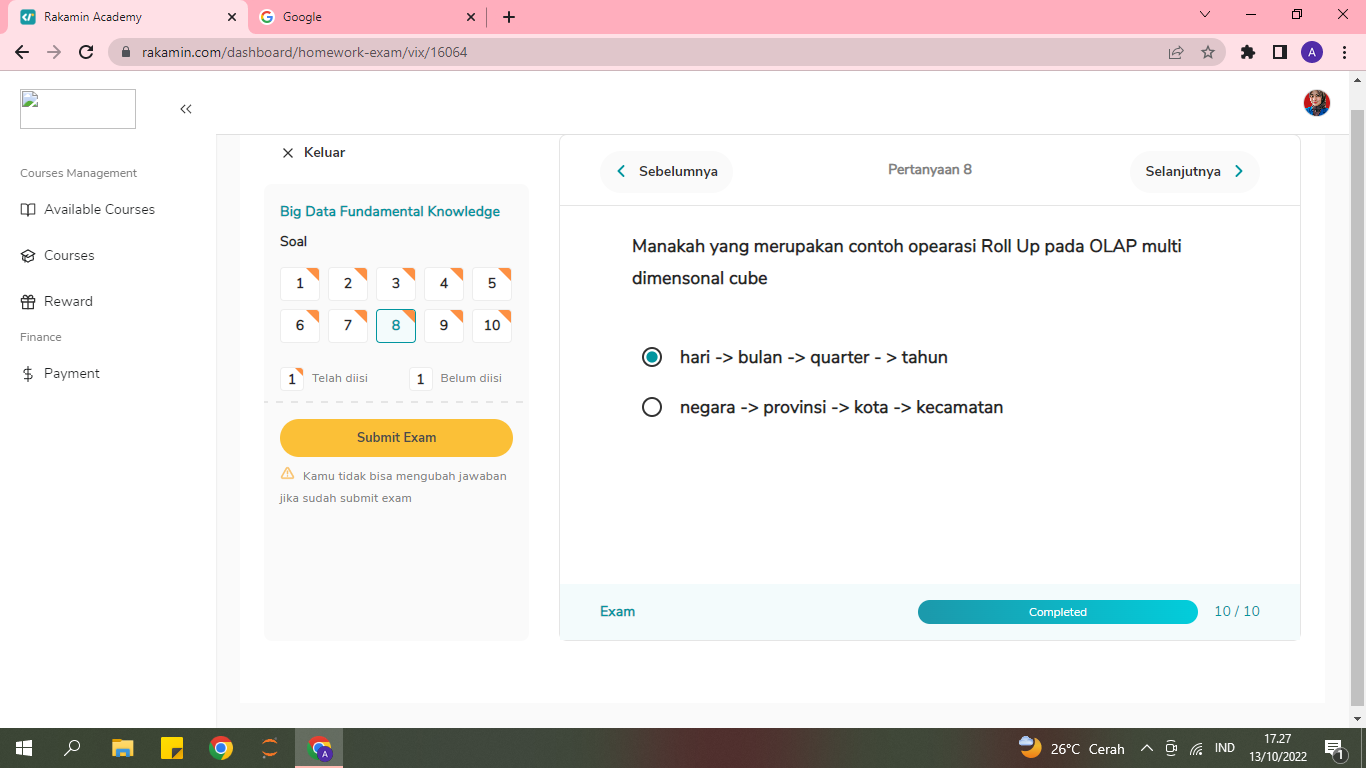 Rakamin Academy
Google
rakamin.com/dashboard/homework-exam/vix/16064
A
Courses Management
Available Courses
Courses
Reward
Finance
Payment
Keluar
Big Data Fundamental Knowledge
Soal
1 2 3 4 5
6 7 8 9 10
1 Telah diisi 1 Belum diisi
Submit Exam
Kamu tidak bisa mengubah jawaban
jika sudah submit exam
Sebelumnya
Pertanyaan 8
Selanjutnya
Manakah yang merupakan contoh opearasi Roll Up pada OLAP multi
dimensonal cube
hari -> bulan -> quarter - > tahun
negara -> provinsi -> kota -> kecamatan
Exam
Completed
10 / 10
A
26°C Cerah
IND
17.27
13/10/2022
1